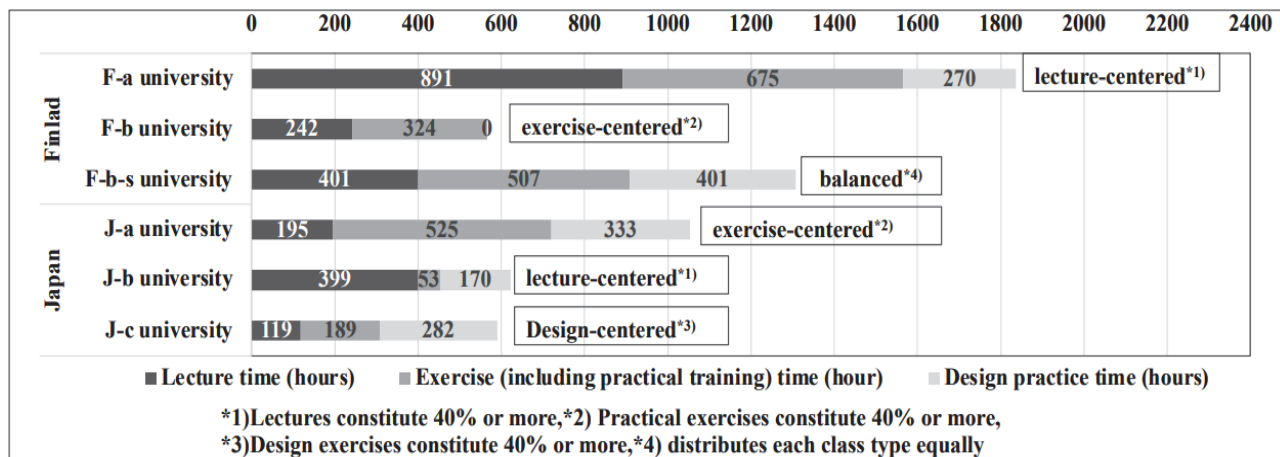 0 200 400 600 800 1000 1200 1400 1600 1800 2000 2200 2400
Finlad
F-a university 891 675 270 lecture-centered*1)
F-b university 242 324 0 exercise-centered*2)
F-b-s university 401 507 401 balanced*4)
Japan
J-a university 195 525 333 exercise-centered*2)
J-b university 399 53 170 lecture-centered*1)
J-c university 119 189 282 Design-centered*3)
Lecture time (hours) Exercise (including practical training) time (hour) Design practice time (hours)
*1)Lectures constitute 40% or more,*2) Practical exercises constitute 40% or more,
*3)Design exercises constitute 40% or more,*4) distributes each class type equally